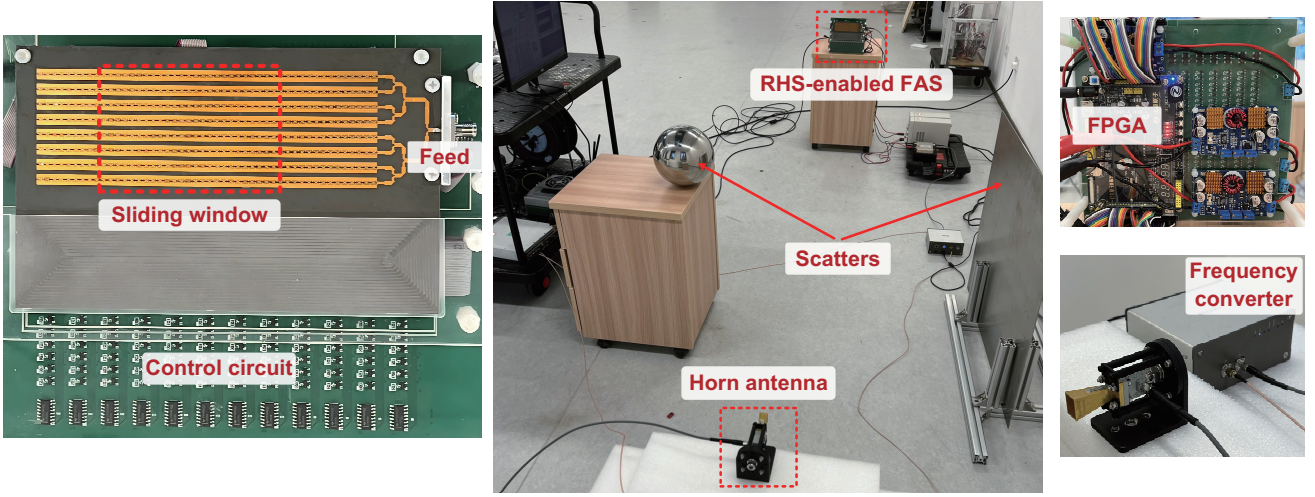 Feed
Sliding window
Control circuit
RHS-enabled FAS
Scatters
Horn antenna
FPGA
Frequency
converter